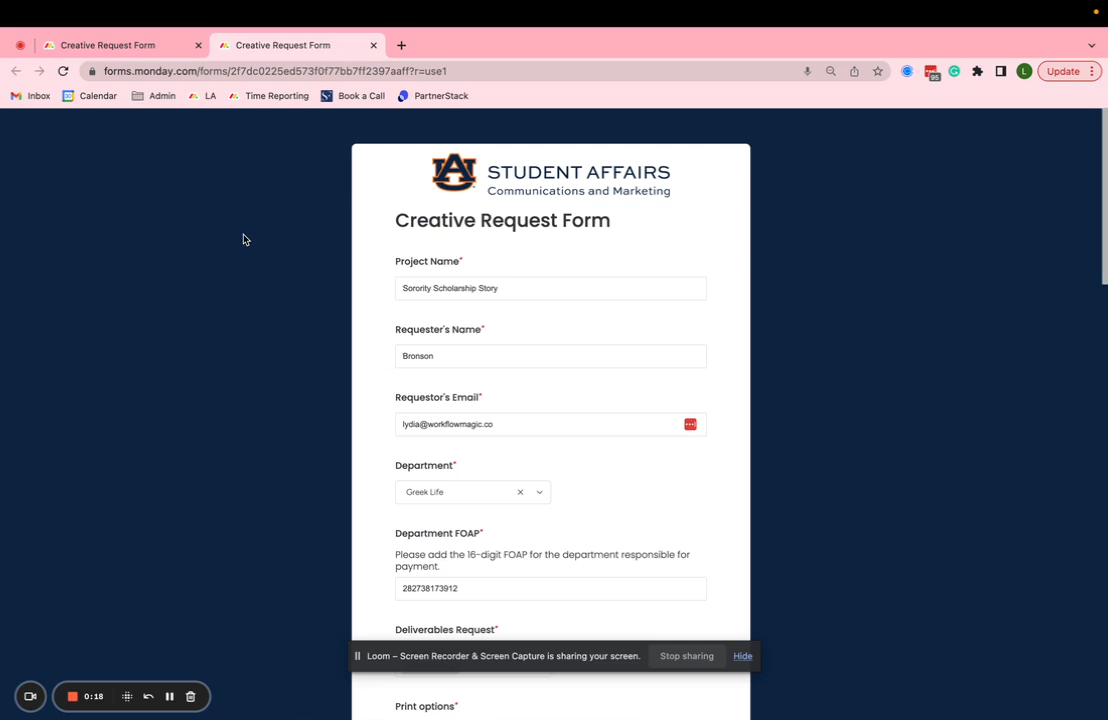 Creative Request Form
Creative Request Form
forms.monday.com/forms/2f7dc0225ed573f0f77bb7ff2397aaff?r=use1
95
L
Update
Inbox
Calendar
Admin
LA
Time Reporting
Book a Call
PartnerStack
STUDENT AFFAIRS
Communications and Marketing
Creative Request Form
Project Name*
Sorority Scholarship Story
Requester's Name*
Bronson
Requestor's Email*
lydia@workflowmagic.co
Department*
Greek Life
Department FOAP*
Please add the 16-digit FOAP for the department responsible for
payment.
282738173912
Deliverables Request*
Loom – Screen Recorder & Screen Capture is sharing your screen.
Stop sharing
Hide
0:18
Print options*